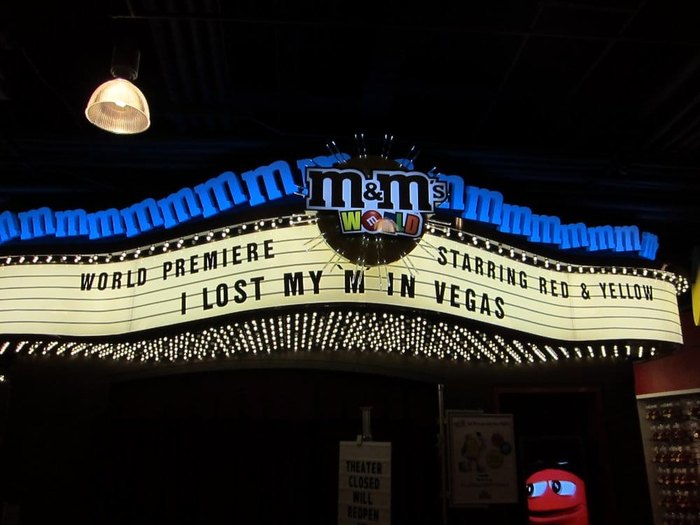 m&m's
WORLD
WORLD PREMIERE
STARRING RED & YELLOW
I LOST MY 'M' IN VEGAS
THEATER
CLOSED
WILL
REOPEN